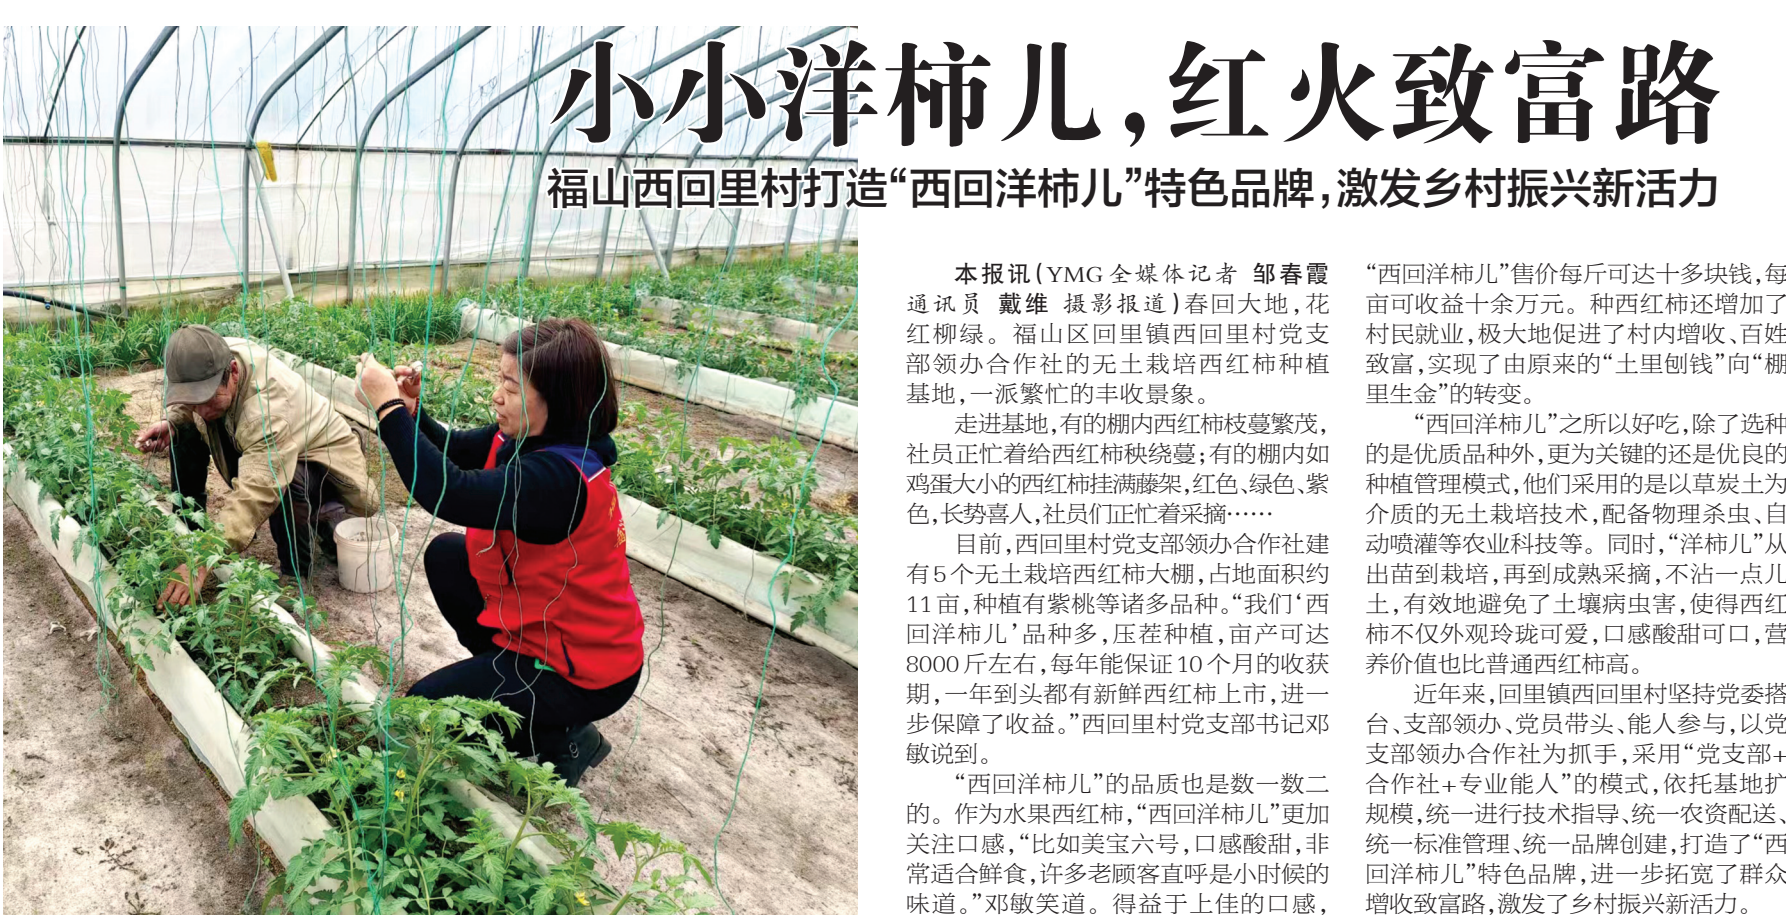 小小洋柿儿,红火致富路
福山西回里村打造“西回洋柿儿”特色品牌,激发乡村振兴新活力
本报讯(YMG 全媒体记者 邹春霞
通讯员 戴维 摄影报道)春回大地,花
红柳绿。福山区回里镇西回里村党支
部领办合作社的无土栽培西红柿种植
基地,一派繁忙的丰收景象。
走进基地,有的棚内西红柿枝蔓繁茂,
社员正忙着给西红柿秧绕蔓;有的棚内如
鸡蛋大小的西红柿挂满藤架,红色、绿色、紫
色,长势喜人,社员们正忙着采摘……
目前,西回里村党支部领办合作社建
有5个无土栽培西红柿大棚,占地面积约
11亩,种植有紫桃等诸多品种。“我们‘西
回洋柿儿’品种多,压茬种植,亩产可达
8000斤左右,每年能保证10个月的收获
期,一年到头都有新鲜西红柿上市,进一
步保障了收益。”西回里村党支部书记邓
敏说到。
“西回洋柿儿”的品质也是数一数二
的。作为水果西红柿,“西回洋柿儿”更加
关注口感,“比如美宝六号,口感酸甜,非
常适合鲜食,许多老顾客直呼是小时候的
味道。”邓敏笑道。得益于上佳的口感,
“西回洋柿儿”售价每斤可达十多块钱,每
亩可收益十余万元。种西红柿还增加了
村民就业,极大地促进了村内增收、百姓
致富,实现了由原来的“土里刨钱”向“棚
里生金”的转变。
“西回洋柿儿”之所以好吃,除了选种
的是优质品种外,更为关键的还是优良的
种植管理模式,他们采用的是以草炭土为
介质的无土栽培技术,配备物理杀虫、自
动喷灌等农业科技等。同时,“洋柿儿”从
出苗到栽培,再到成熟采摘,不沾一点儿
土,有效地避免了土壤病虫害,使得西红
柿不仅外观玲珑可爱,口感酸甜可口,营
养价值也比普通西红柿高。
近年来,回里镇西回里村坚持党委搭
台、支部领办、党员带头、能人参与,以党
支部领办合作社为抓手,采用“党支部+
合作社+专业能人”的模式,依托基地扩
规模,统一进行技术指导、统一农资配送、
统一标准管理、统一品牌创建,打造了“西
回洋柿儿”特色品牌,进一步拓宽了群众
增收致富路,激发了乡村振兴新活力。